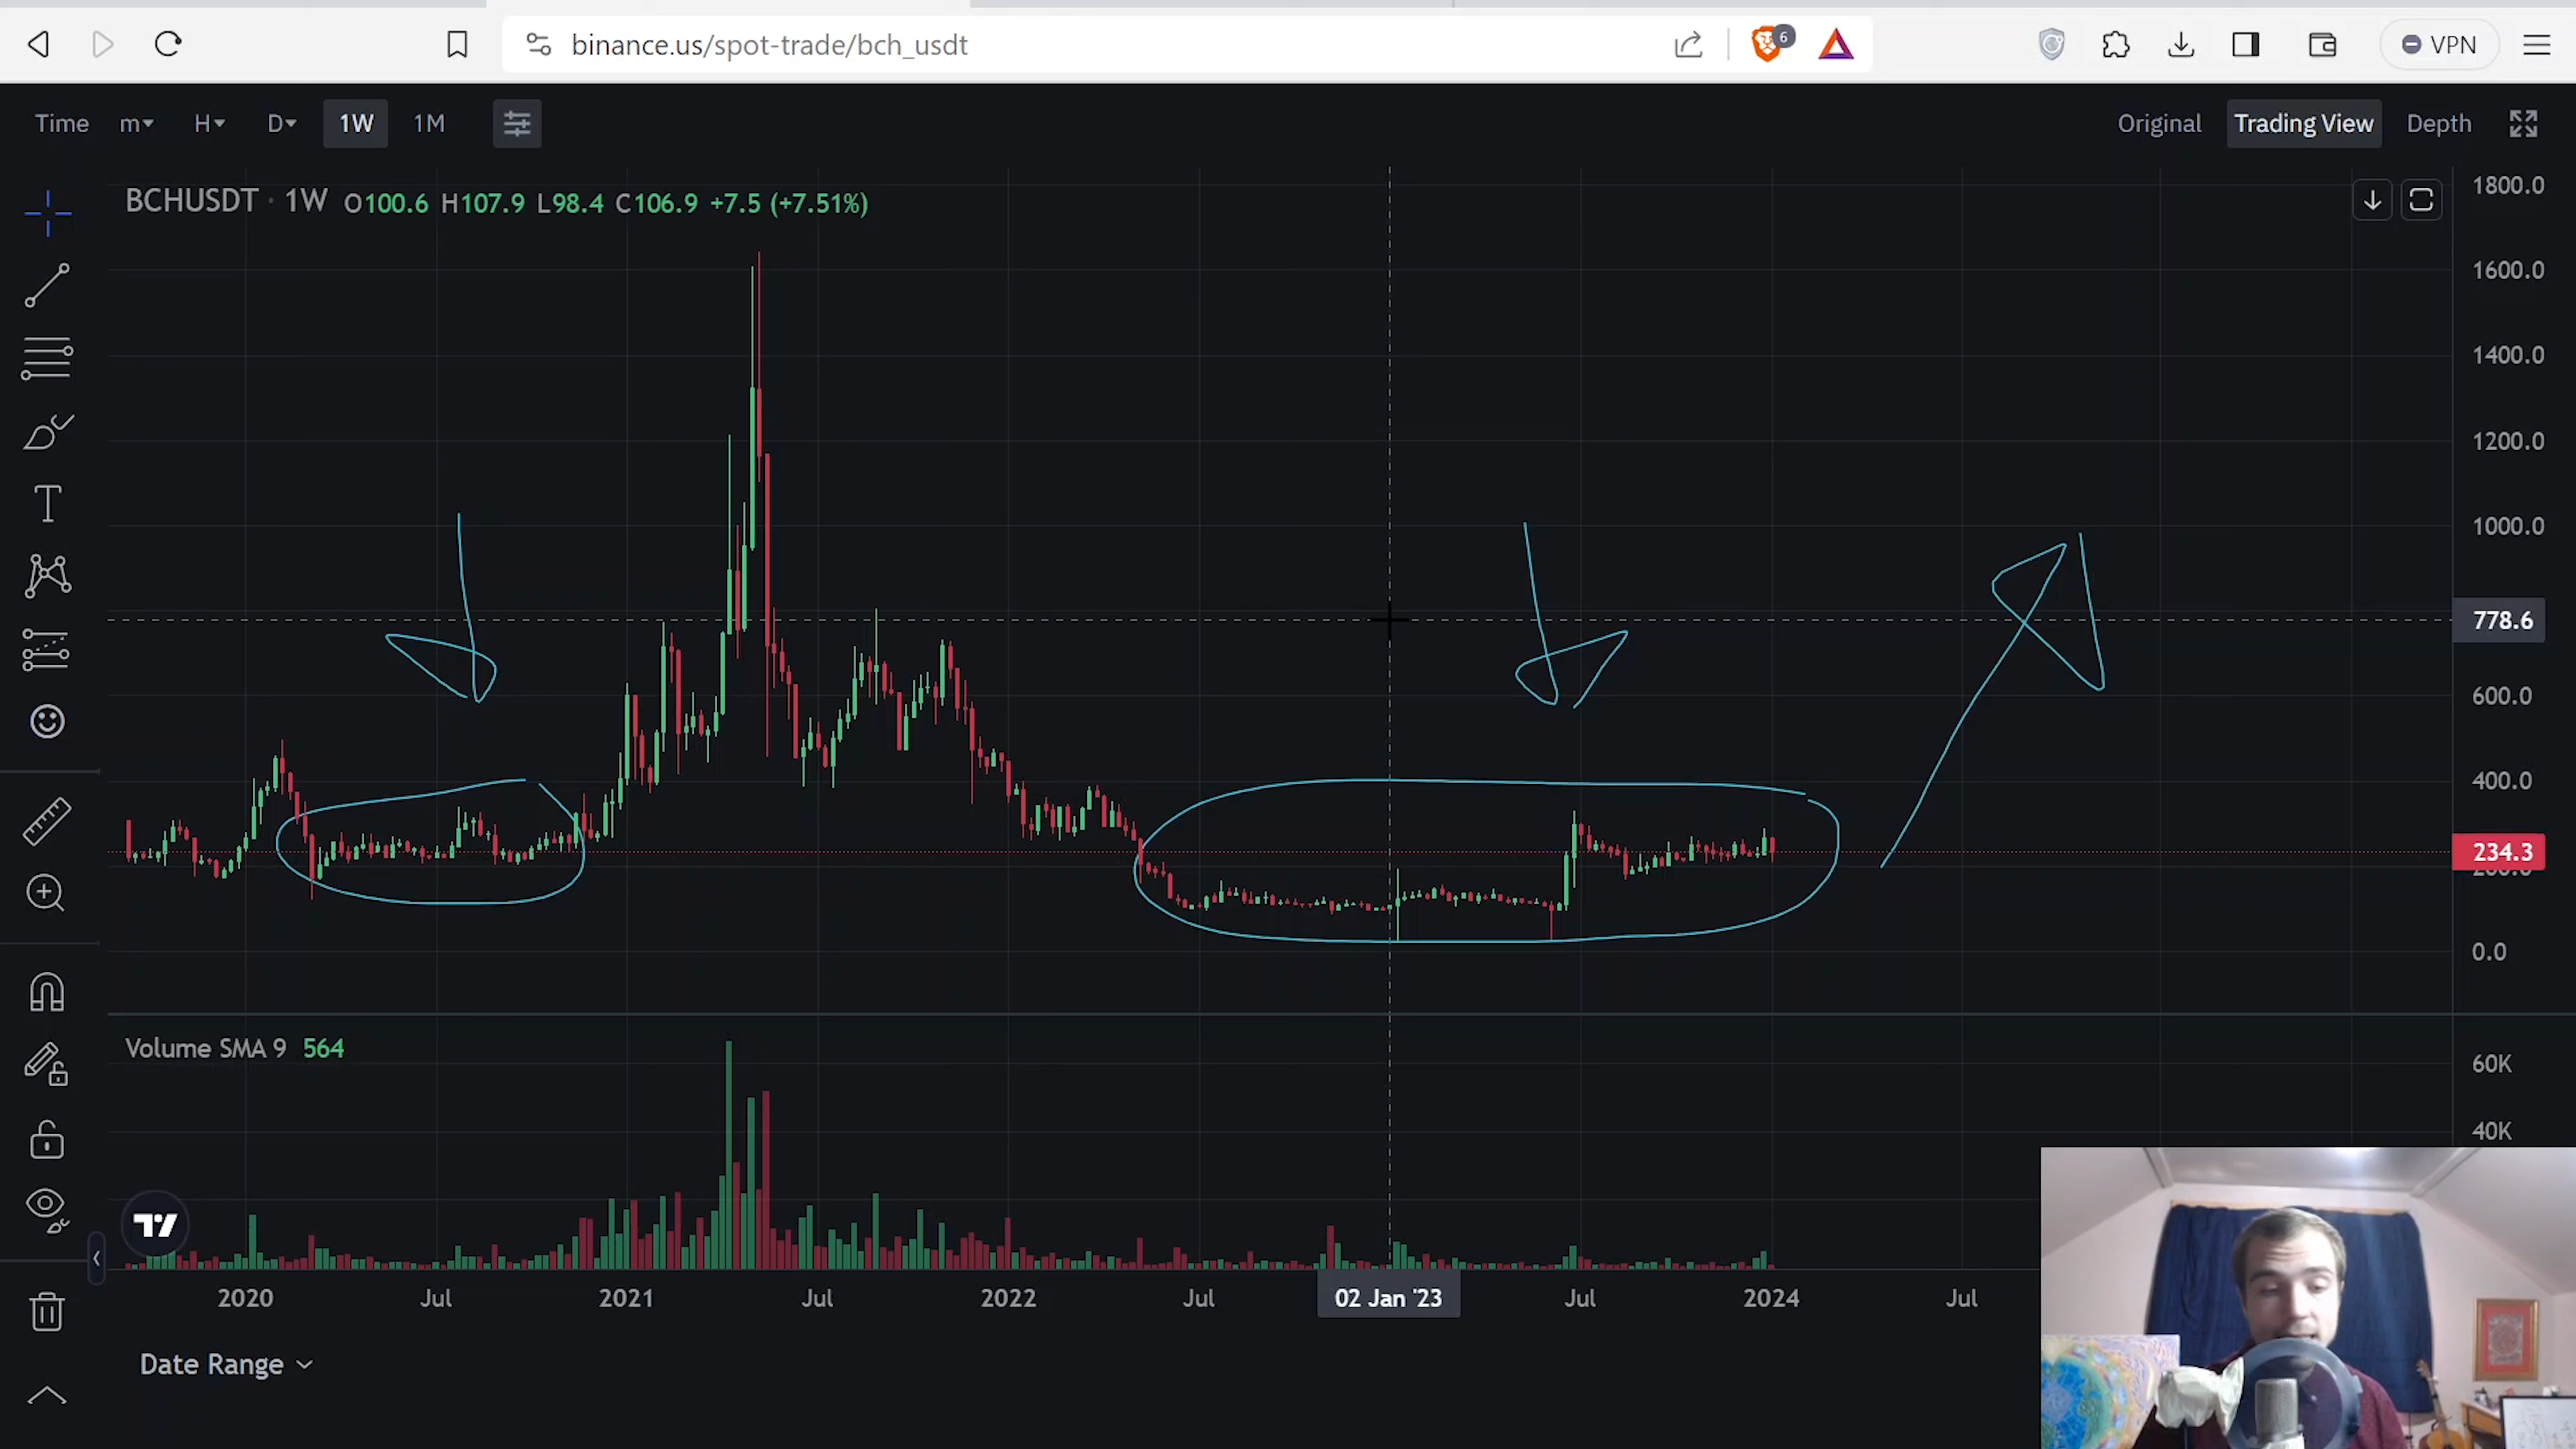 binance.us/spot-trade/bch_usdt
6
VPN
Time m H D 1W 1M
Original Trading View Depth
BCHUSDT · 1W O100.6 H107.9 L98.4 C106.9 +7.5 (+7.51%)
1800.0
1600.0
1400.0
1200.0
1000.0
778.6
600.0
400.0
234.3
0.0
Volume SMA 9 564
60K
40K
2020 Jul 2021 Jul 2022 Jul 02 Jan '23 Jul 2024 Jul
Date Range